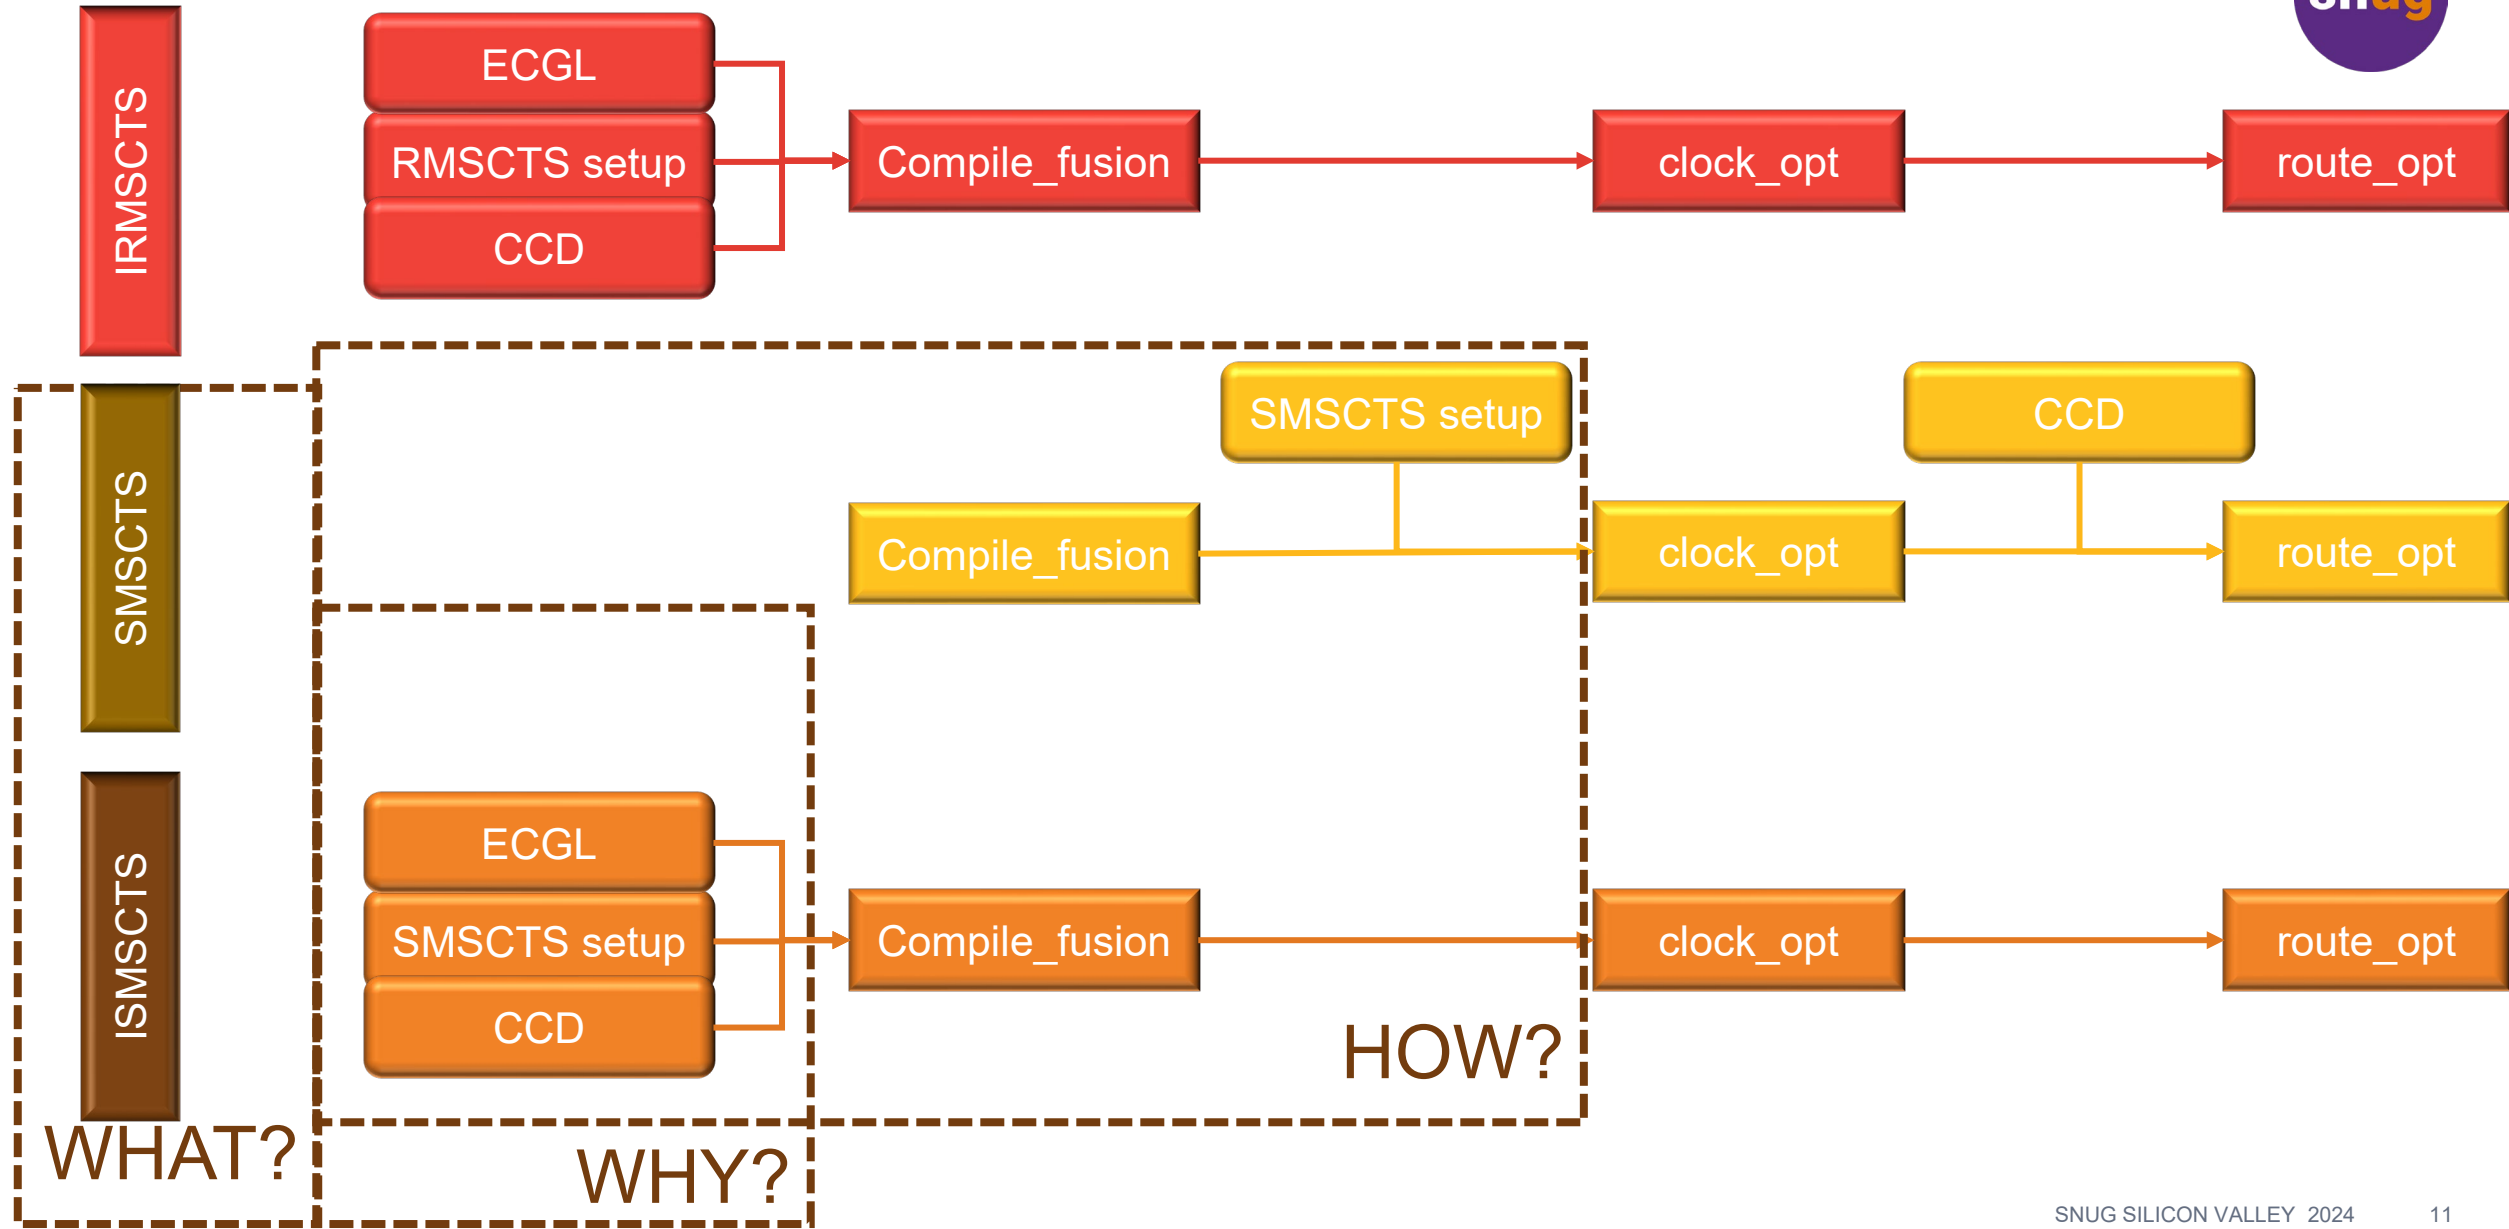 snug
IRMSCTS
ECGL
RMSCTS setup
CCD
Compile_fusion
clock_opt
route_opt
SMSCTS
SMSCTS setup
CCD
Compile_fusion
clock_opt
route_opt
ISMSCTS
ECGL
SMSCTS setup
CCD
Compile_fusion
clock_opt
route_opt
HOW?
WHAT?
WHY?
SNUG SILICON VALLEY 2024 11